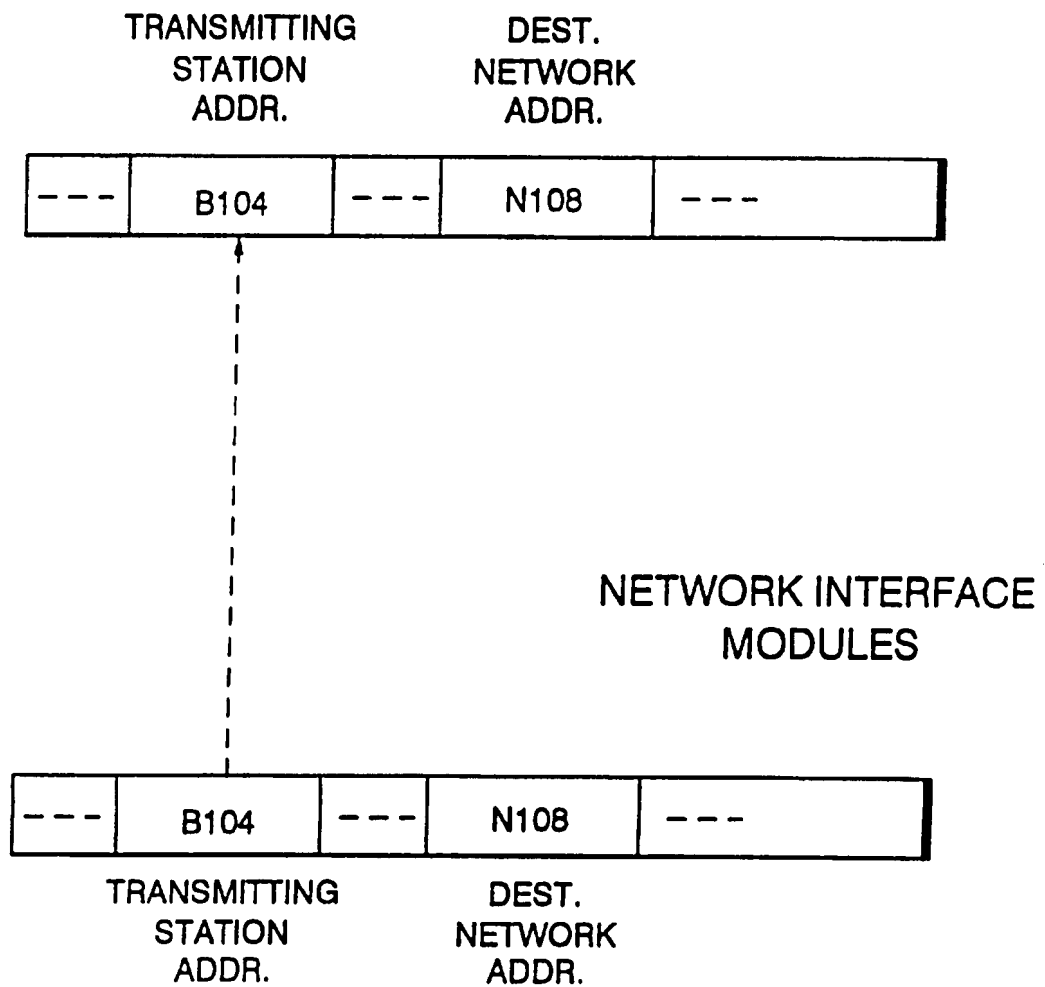 TRANSMITTING
STATION
ADDR.
DEST.
NETWORK
ADDR.
--- B104 --- N108 ---
NETWORK INTERFACE
MODULES
--- B104 --- N108 ---
TRANSMITTING
STATION
ADDR.
DEST.
NETWORK
ADDR.